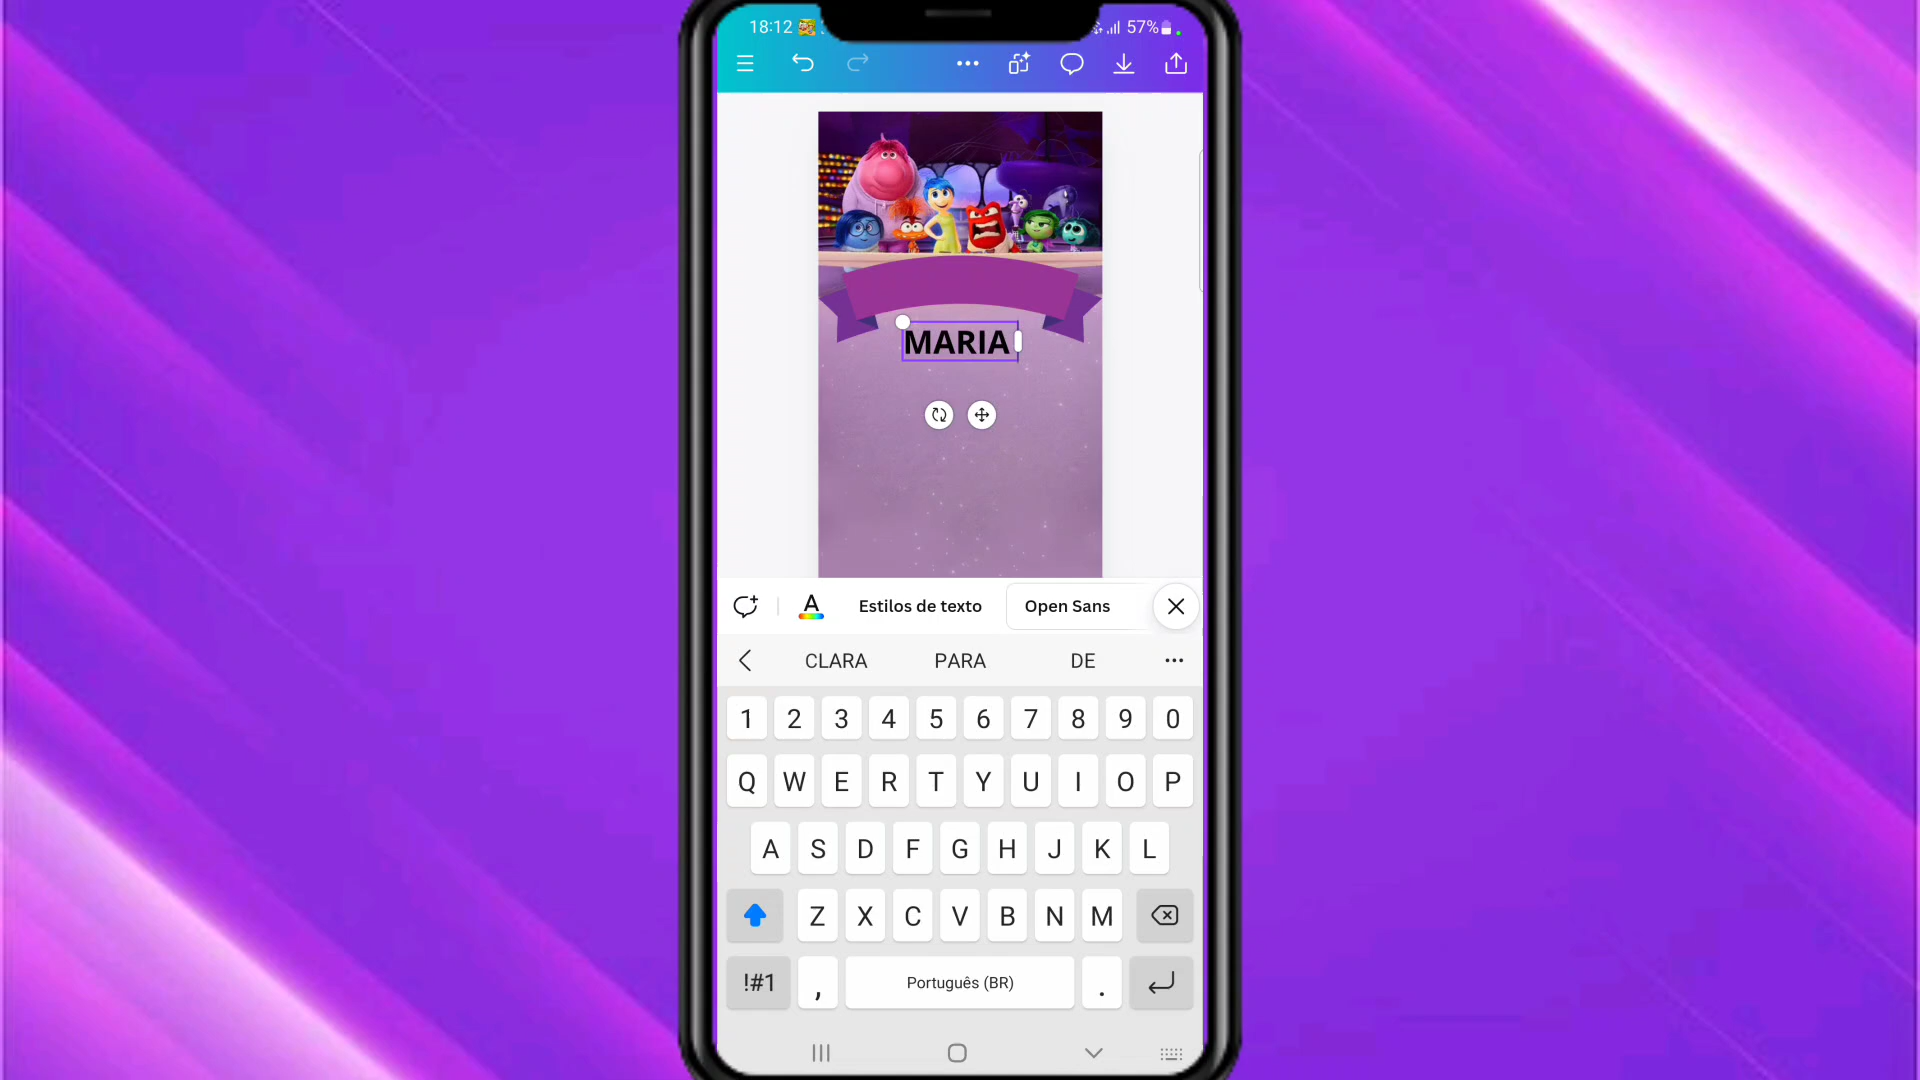 18:12
57%
MARIA
A Estilos de texto Open Sans
CLARA PARA DE
1 2 3 4 5 6 7 8 9 0
Q W E R T Y U I O P
A S D F G H J K L
Z X C V B N M
!#1 , Português (BR) .